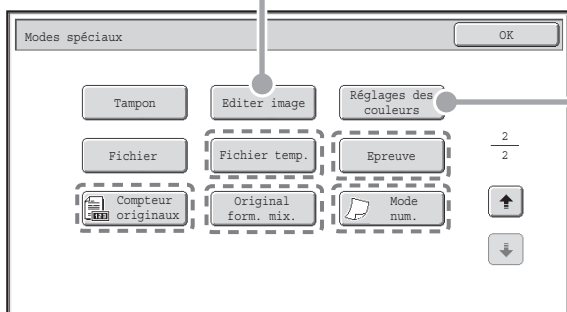 Modes spéciaux
OK
Tampon
Editer image
Réglages des
couleurs
Fichier
Fichier temp.
Epreuve
2
2
Compteur
originaux
123
Original
form. mix.
Mode
num.